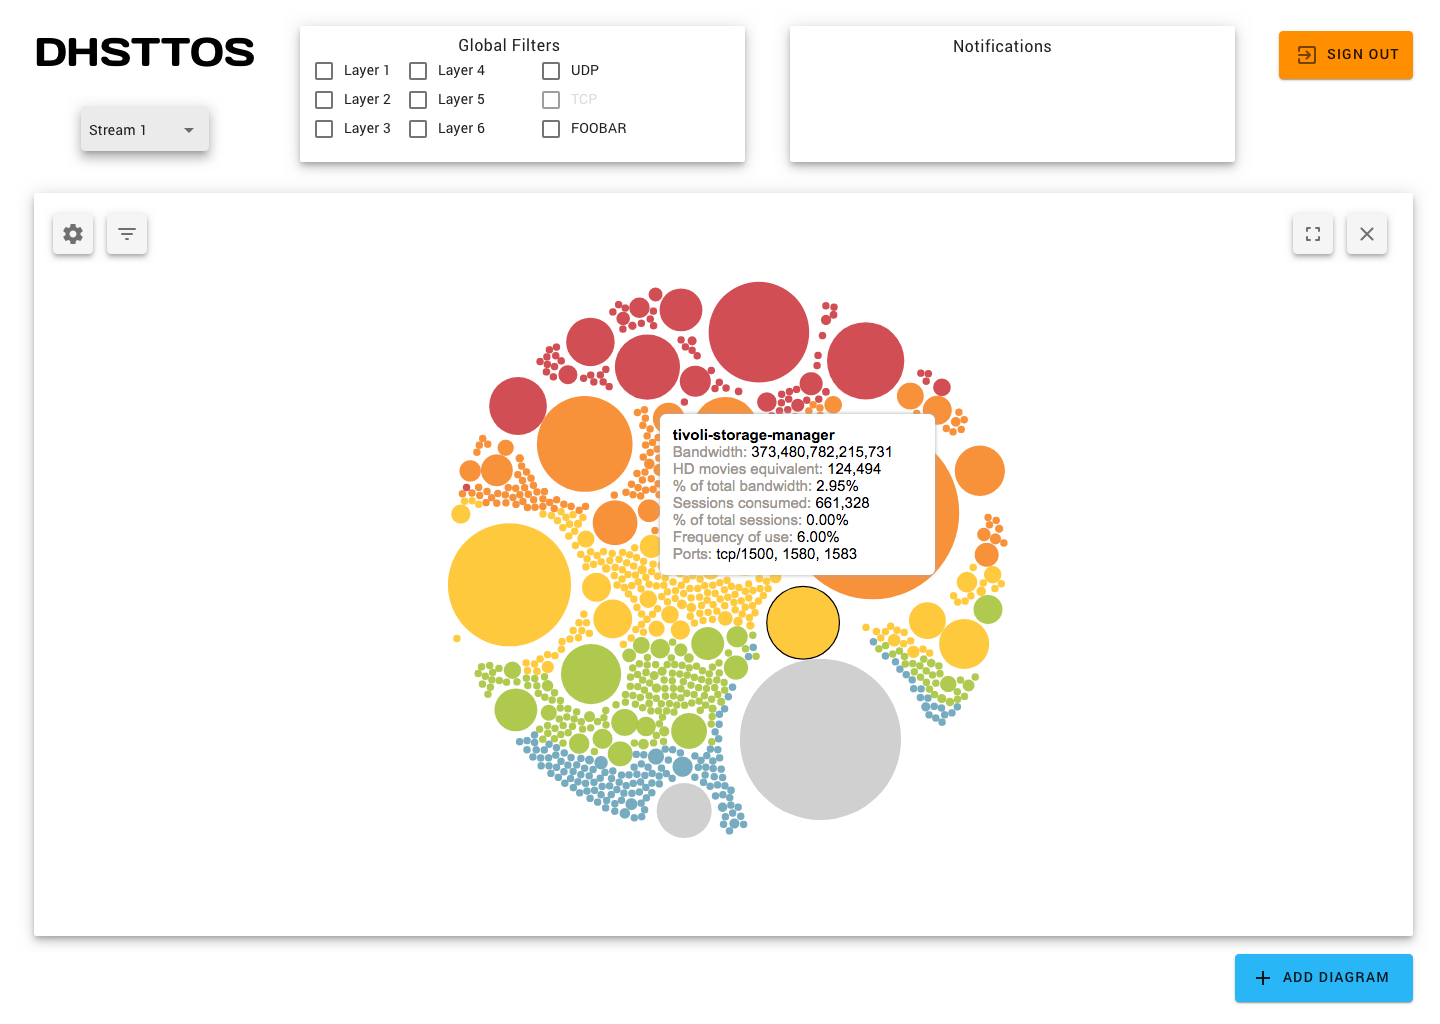 DHSTTOS
Stream 1
Global Filters
Layer 1 Layer 4 UDP
Layer 2 Layer 5 TCP
Layer 3 Layer 6 FOOBAR
Notifications
SIGN OUT
tivoli-storage-manager
Bandwidth: 373,480,782,215,731
HD movies equivalent: 124,494
% of total bandwidth: 2.95%
Sessions consumed: 661,328
% of total sessions: 0.00%
Frequency of use: 6.00%
Ports: tcp/1500, 1580, 1583
ADD DIAGRAM